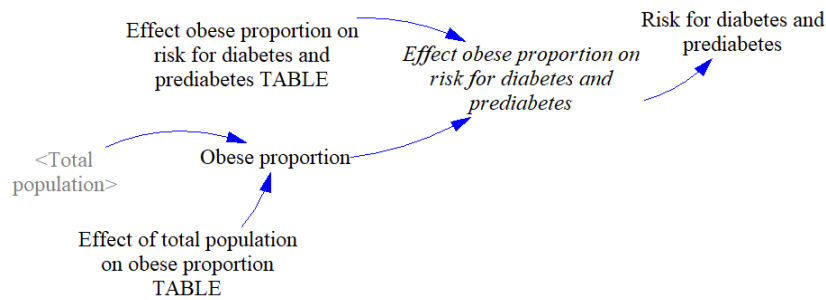 Effect obese proportion on
risk for diabetes and
prediabetes TABLE
Effect obese proportion on
risk for diabetes and
prediabetes
Risk for diabetes and
prediabetes
<Total
population>
Obese proportion
Effect of total population
on obese proportion
TABLE